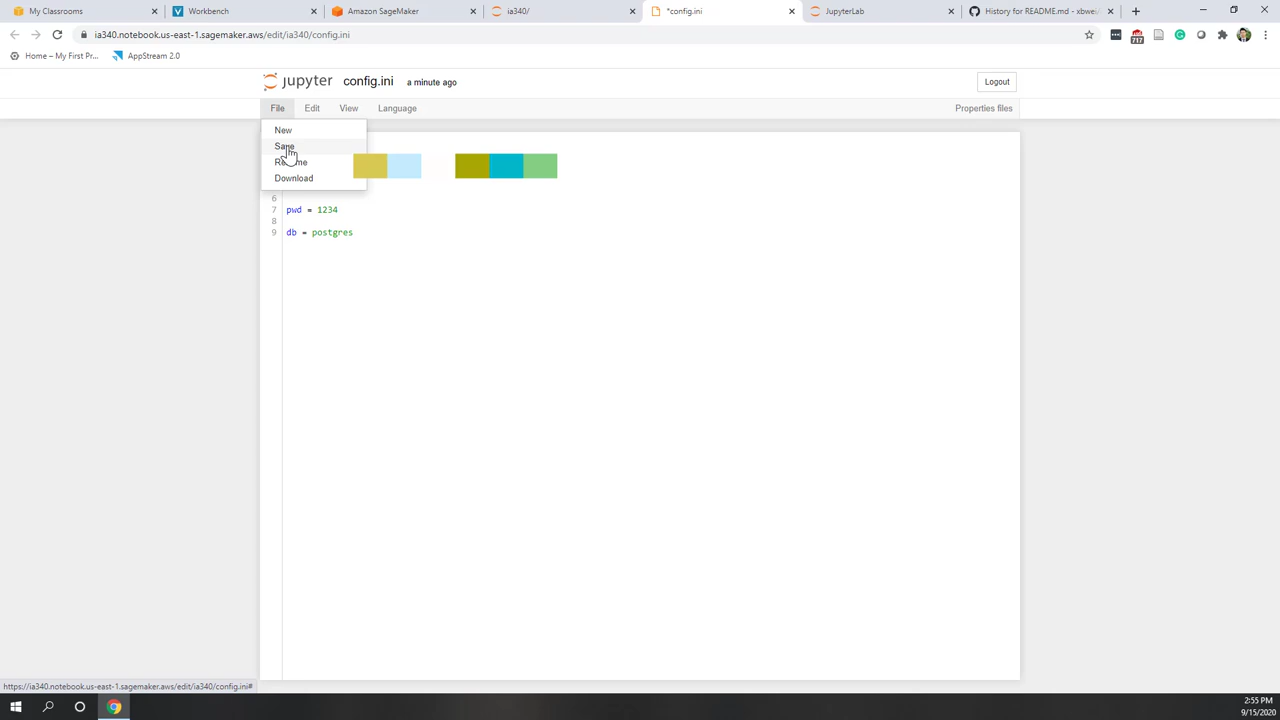 My Classrooms
Workbench
Amazon SageMaker
ia340/
*config.ini
JupyterLab
History for README.md - xbwei/c
ia340.notebook.us-east-1.sagemaker.aws/edit/ia340/config.ini
717
Home – My First Pr...
AppStream 2.0
jupyter config.ini a minute ago
Logout
File Edit View Language
Properties files
New
Save
Download
6
7 pwd = 1234
8
9 db = postgres
https://ia340.notebook.us-east-1.sagemaker.aws/edit/ia340/config.ini#
2:55 PM
9/15/2020